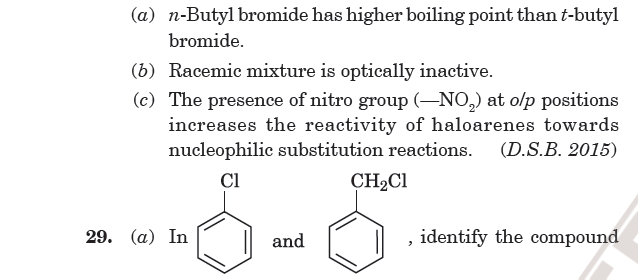 (a) n-Butyl bromide has higher boiling point than t-butyl
bromide.
(b) Racemic mixture is optically inactive.
(c) The presence of nitro group (—NO₂) at o/p positions
increases the reactivity of haloarenes towards
nucleophilic substitution reactions. (D.S.B. 2015)
Cl CH₂Cl
29. (a) In and , identify the compound